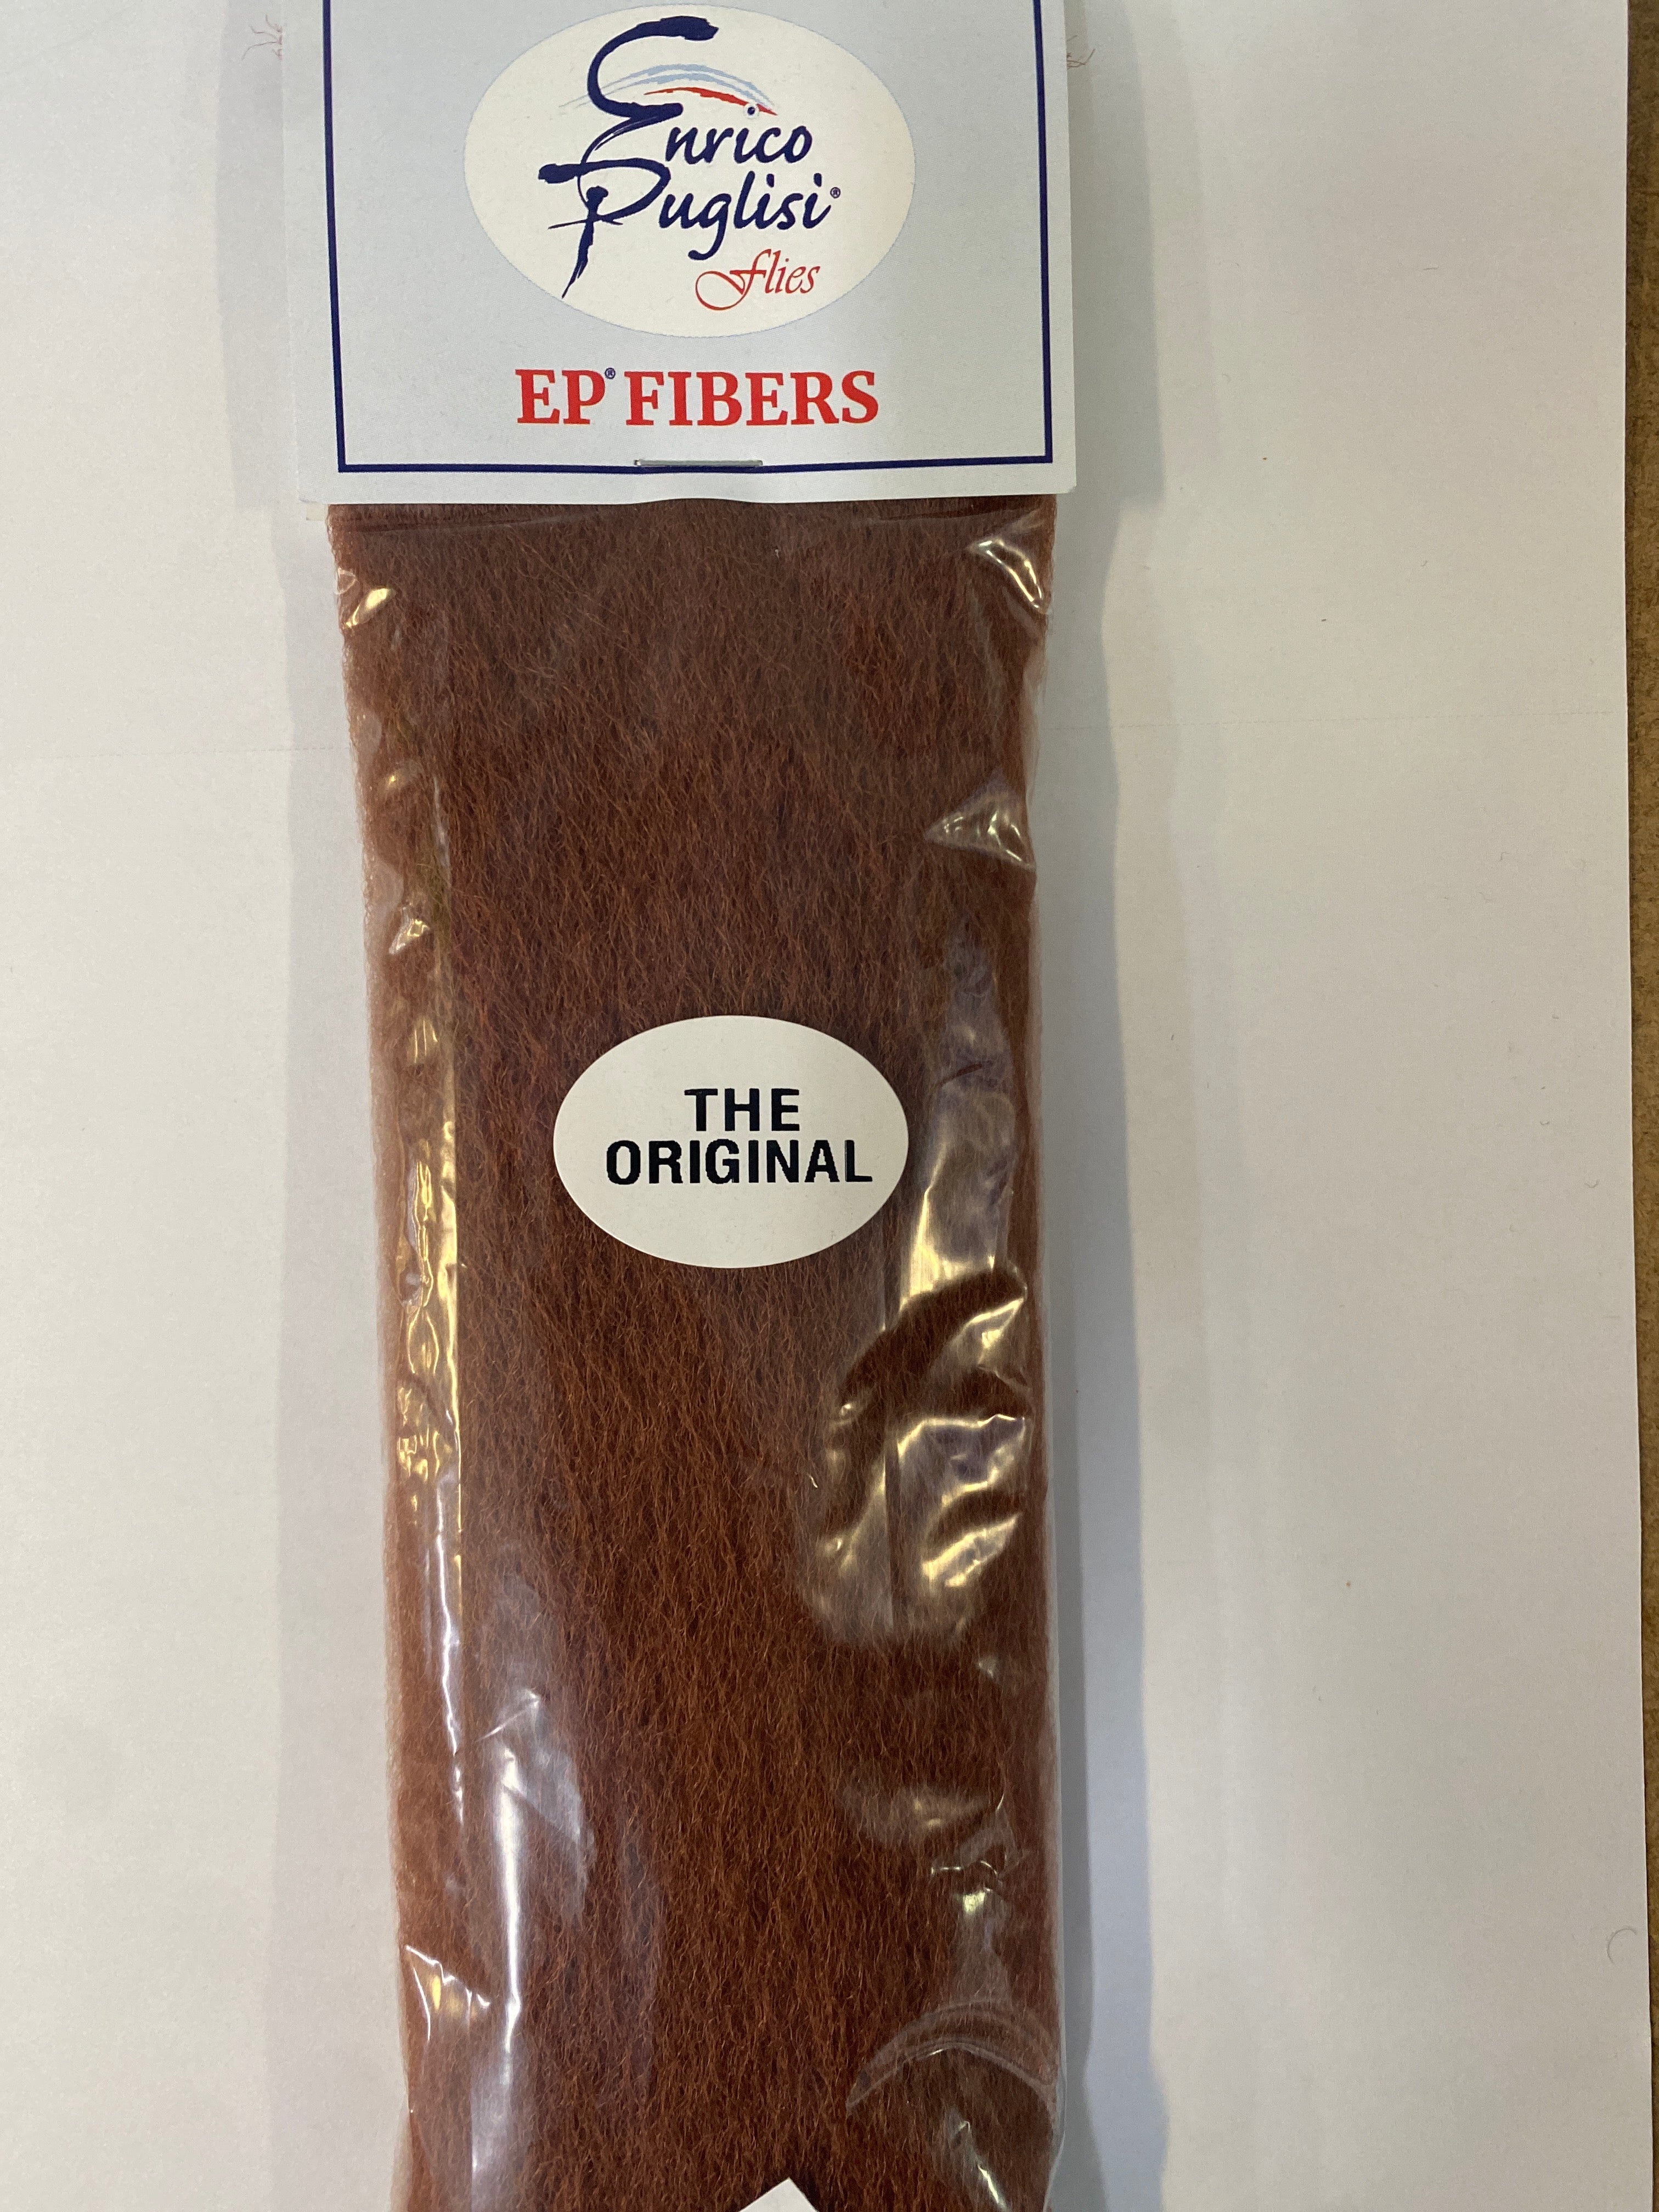 Enrico
Puglisi®
Flies
EP® FIBERS
THE
ORIGINAL